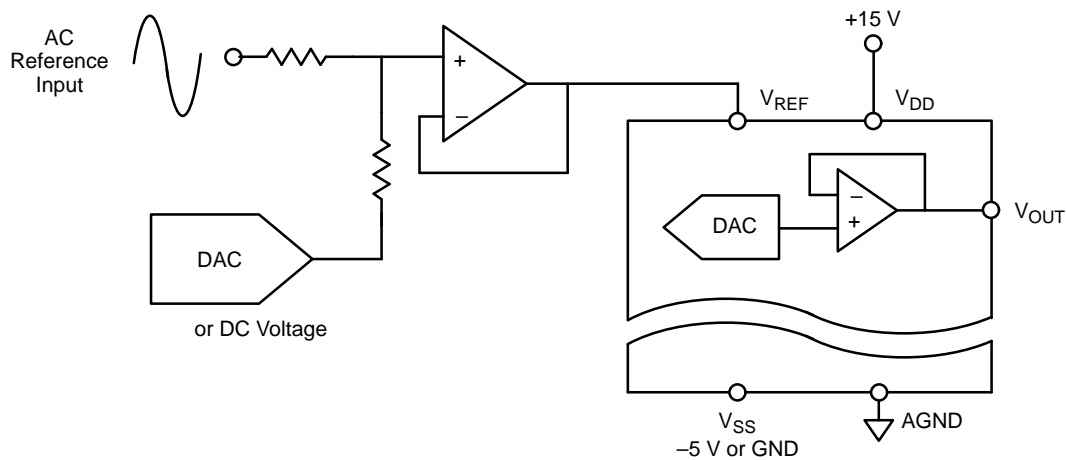 AC
Reference
Input
+
−
DAC
or DC Voltage
+15 V
VREF
VDD
DAC
−
+
VOUT
VSS
–5 V or GND
AGND